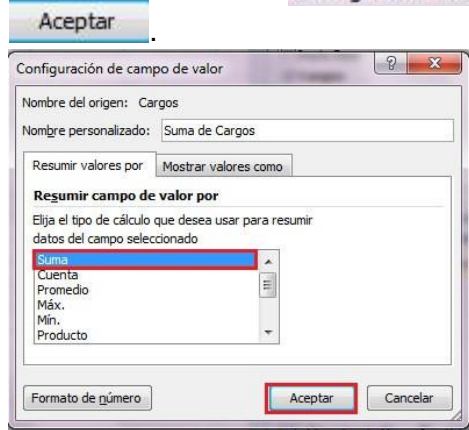 Aceptar.
Configuración de campo de valor
Nombre del origen: Cargos
Nombre personalizado: Suma de Cargos
Resumir valores por Mostrar valores como
Resumir campo de valor por
Elija el tipo de cálculo que desea usar para resumir
datos del campo seleccionado
Suma
Cuenta
Promedio
Máx.
Mín.
Producto
Formato de número Aceptar Cancelar